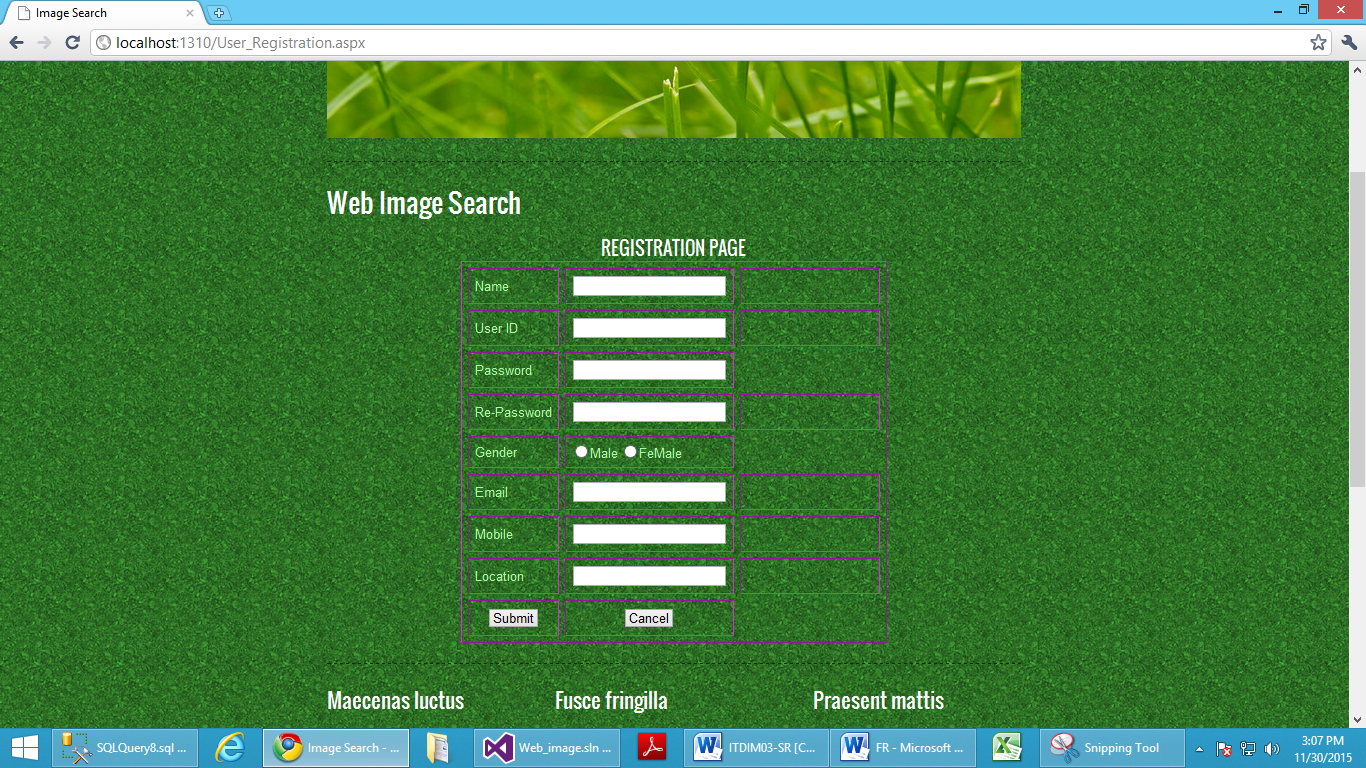 Image Search
localhost:1310/User_Registration.aspx
Web Image Search
REGISTRATION PAGE
Name
User ID
Password
Re-Password
Gender Male FeMale
Email
Mobile
Location
Submit Cancel
Maecenas luctus Fusce fringilla Praesent mattis
SQLQuery8.sql ... Image Search - ... Web_image.sln ... ITDIM03-SR [C... FR - Microsoft ... Snipping Tool 3:07 PM
11/30/2015